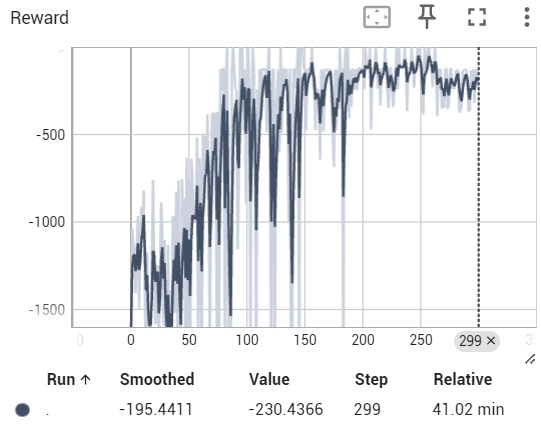 Reward
-500
-1000
-1500
0 0 50 100 150 200 250 299 ×
Run ↑ Smoothed Value Step Relative
. -195.4411 -230.4366 299 41.02 min